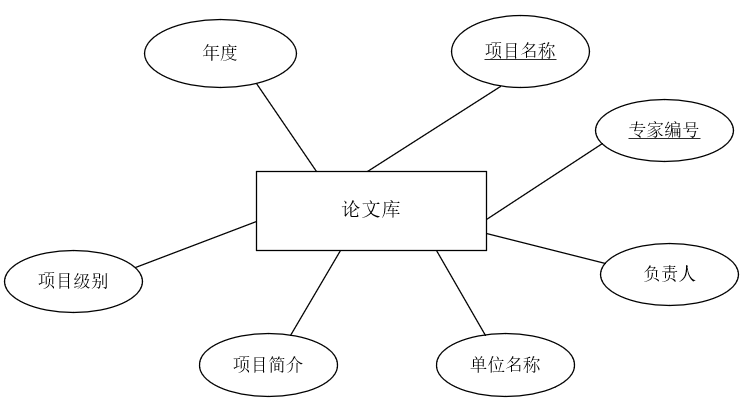 年度
项目名称
专家编号
论文库
负责人
项目级别
项目简介
单位名称